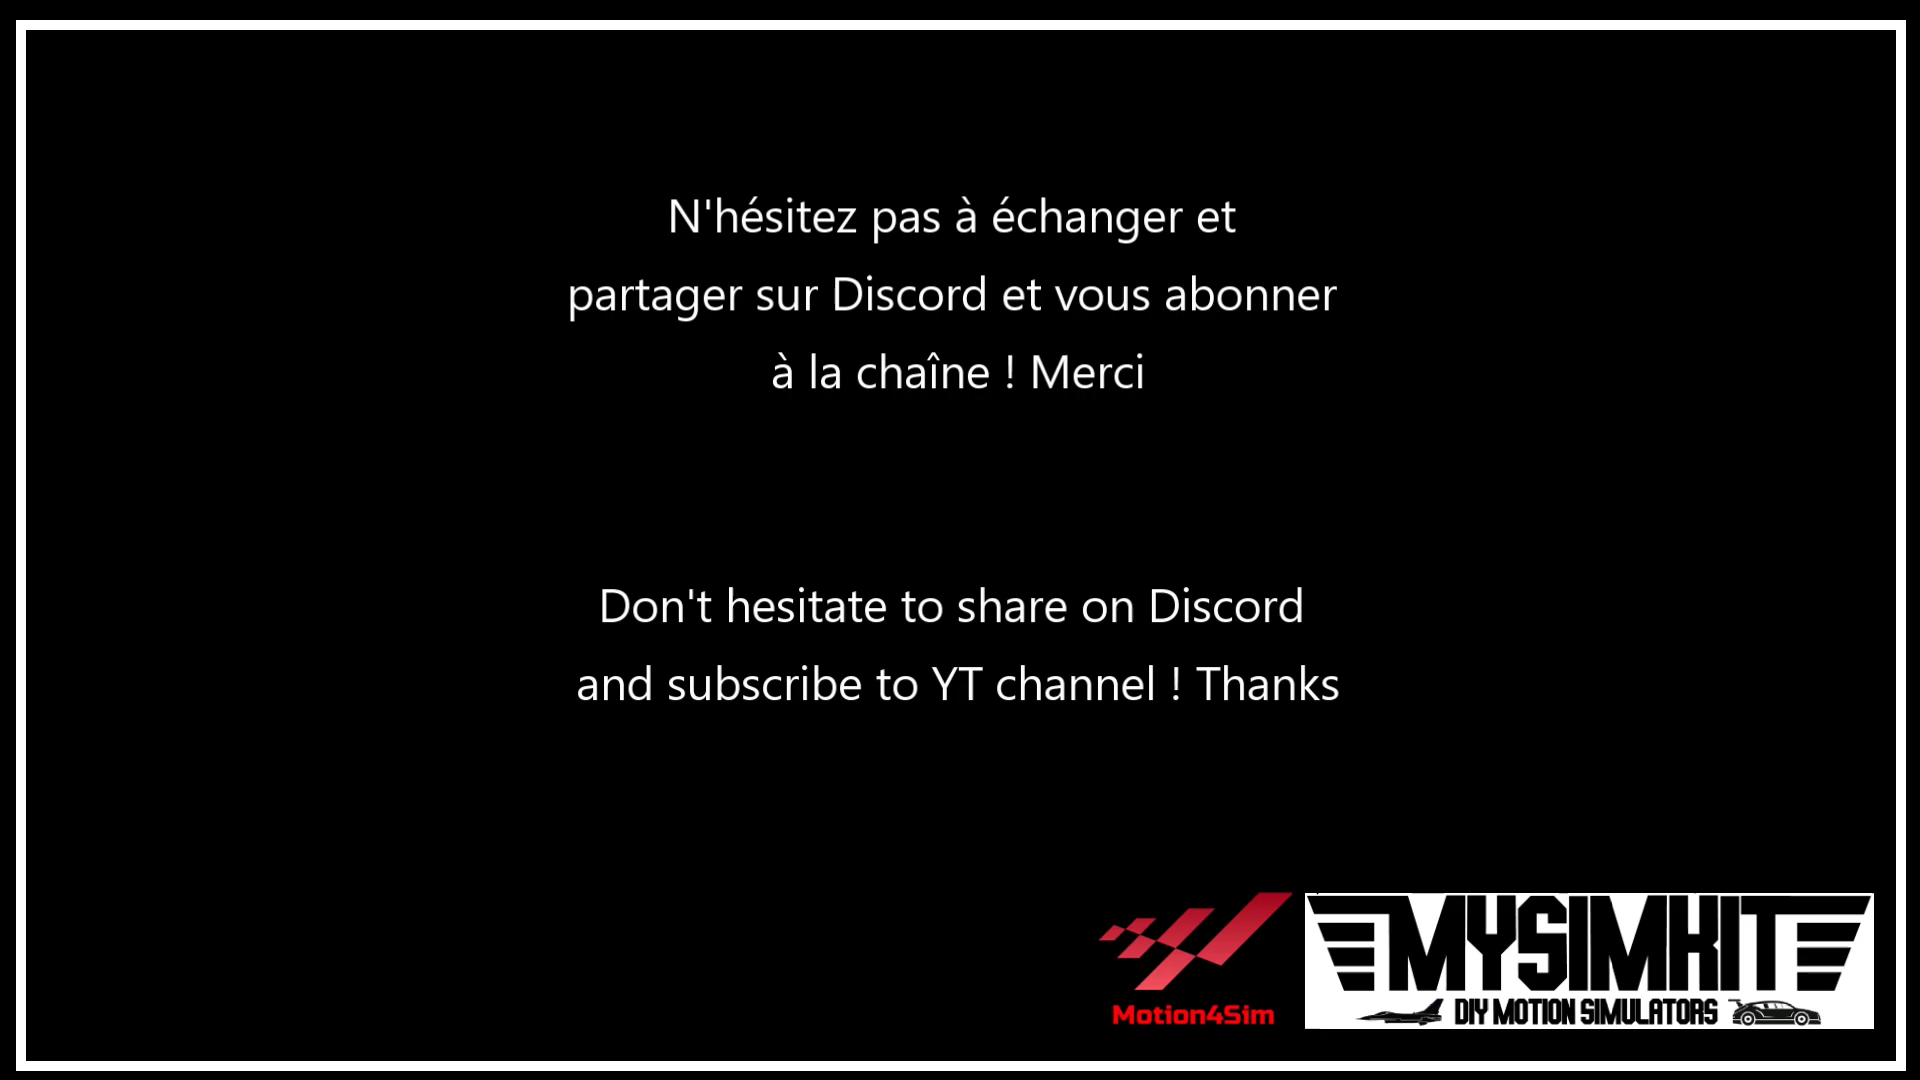 N'hésitez pas à échanger et
partager sur Discord et vous abonner
à la chaîne ! Merci
Don't hesitate to share on Discord
and subscribe to YT channel ! Thanks
Motion4Sim
MYSIMKIT
DIY MOTION SIMULATORS